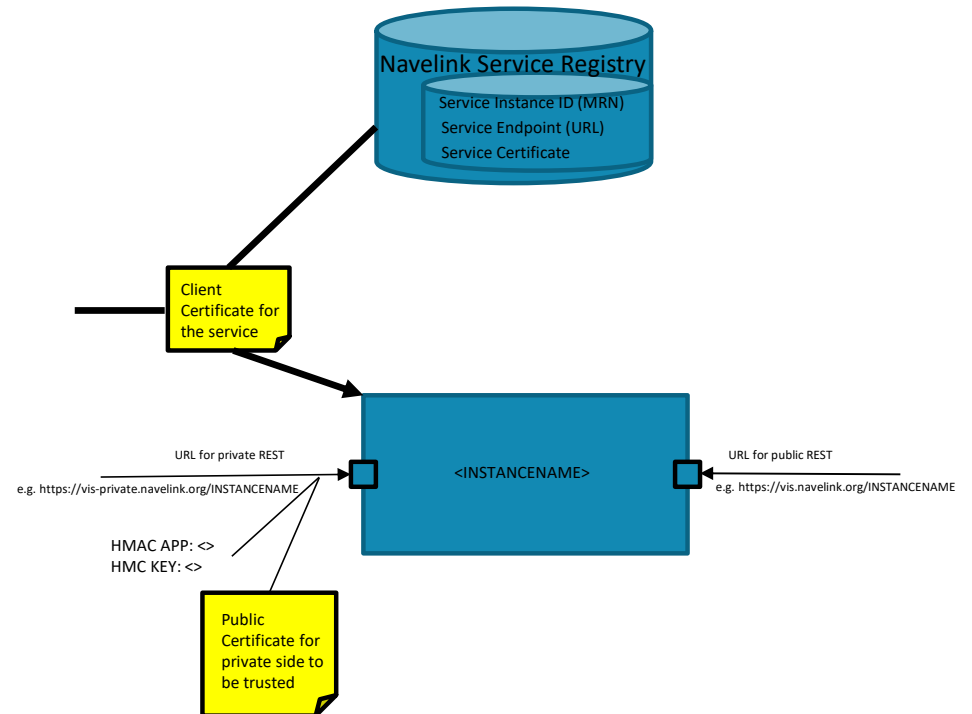 Navelink Service Registry
Service Instance ID (MRN)
Service Endpoint (URL)
Service Certificate
Client
Certificate for
the service
URL for private REST
e.g. https://vis-private.navelink.org/INSTANCENAME
<INSTANCENAME>
URL for public REST
e.g. https://vis.navelink.org/INSTANCENAME
HMAC APP: <>
HMC KEY: <>
Public
Certificate for
private side to
be trusted